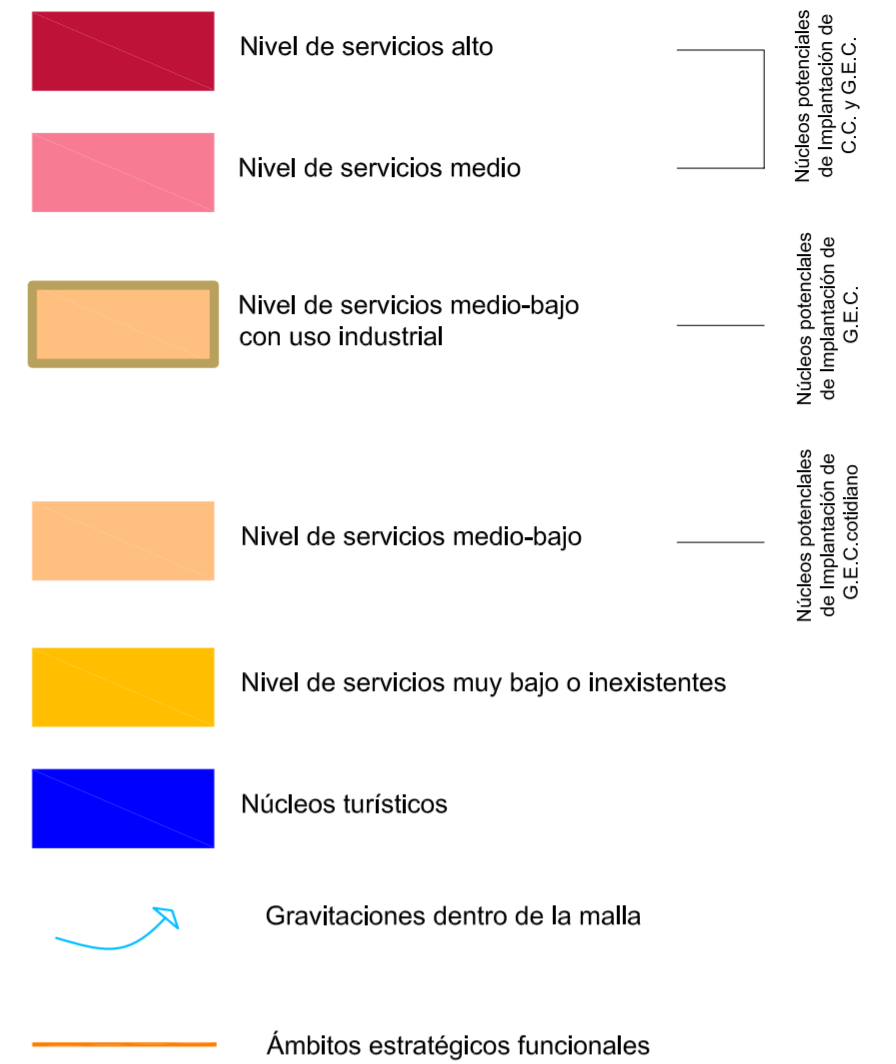 Nivel de servicios alto
Nivel de servicios medio
Núcleos potenciales
de Implantación de
C.C. y G.E.C.
Nivel de servicios medio-bajo
con uso industrial
Núcleos potenciales
de Implantación de
G.E.C.
Nivel de servicios medio-bajo
Núcleos potenciales
de Implantación de
G.E.C.cotidiano
Nivel de servicios muy bajo o inexistentes
Núcleos turísticos
Gravitaciones dentro de la malla
Ámbitos estratégicos funcionales